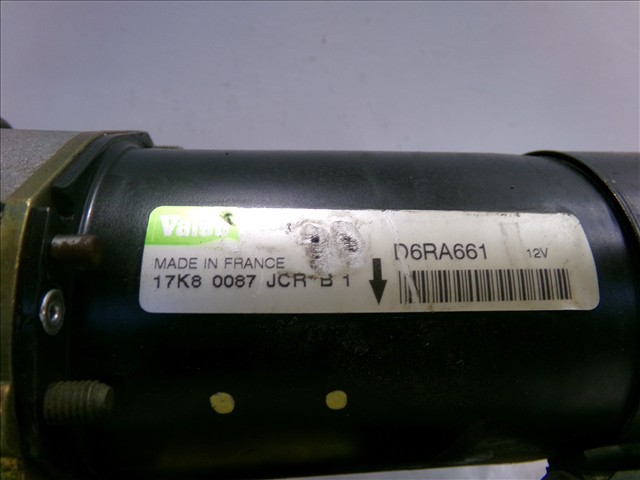 Valeo
MADE IN FRANCE
17K8 0087 JCR B 1
D6RA661 12V